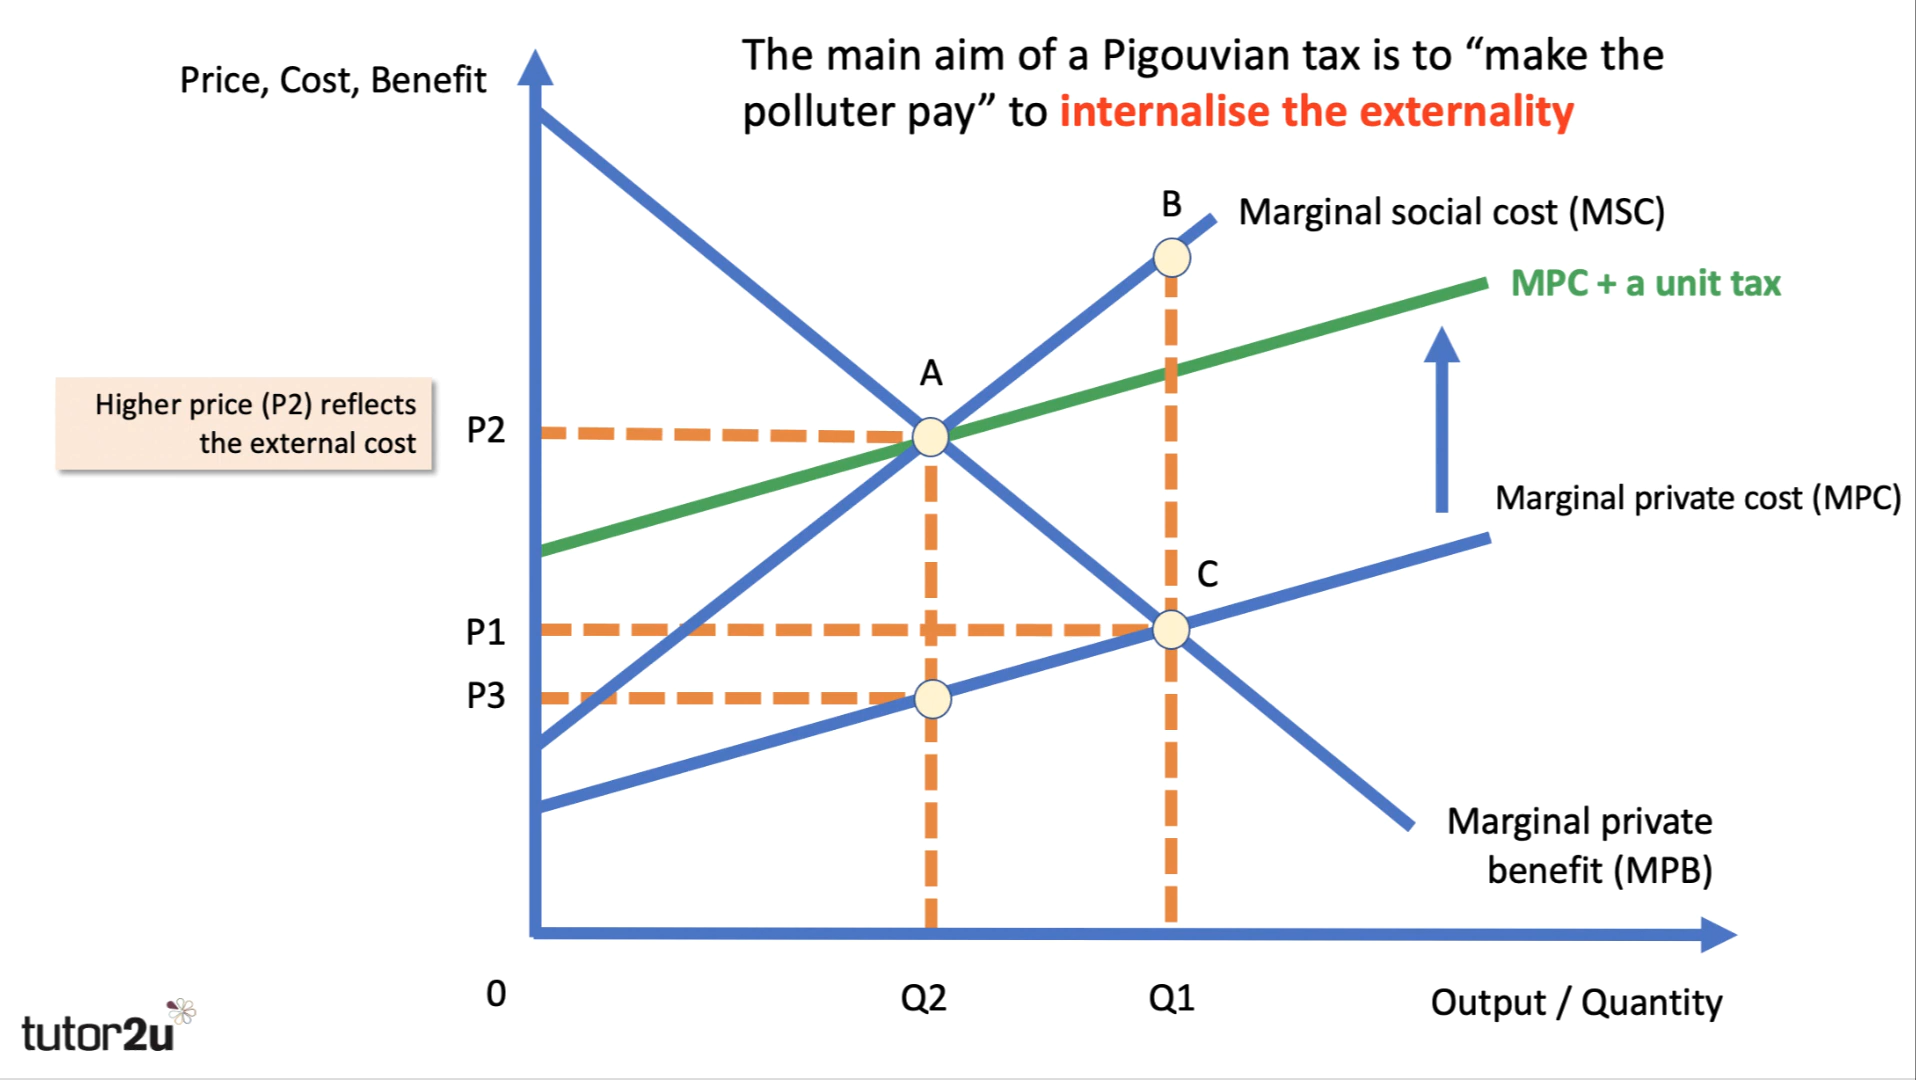 The main aim of a Pigouvian tax is to “make the
polluter pay” to internalise the externality
Price, Cost, Benefit
B
Marginal social cost (MSC)
MPC + a unit tax
A
Higher price (P2) reflects
the external cost
P2
Marginal private cost (MPC)
C
P1
P3
Marginal private
benefit (MPB)
0
Q2
Q1
Output / Quantity
tutor2u